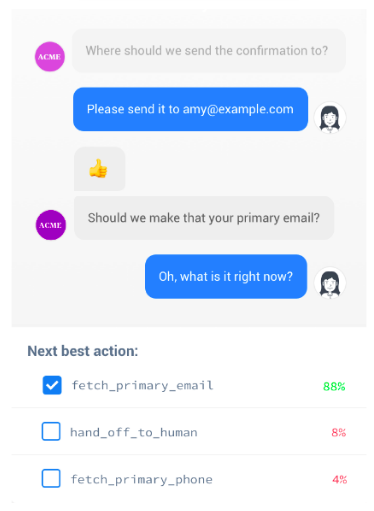 Where should we send the confirmation to?
ACME
Please send it to amy@example.com
👍
Should we make that your primary email?
ACME
Oh, what is it right now?
Next best action:
fetch_primary_email 88%
hand_off_to_human 8%
fetch_primary_phone 4%